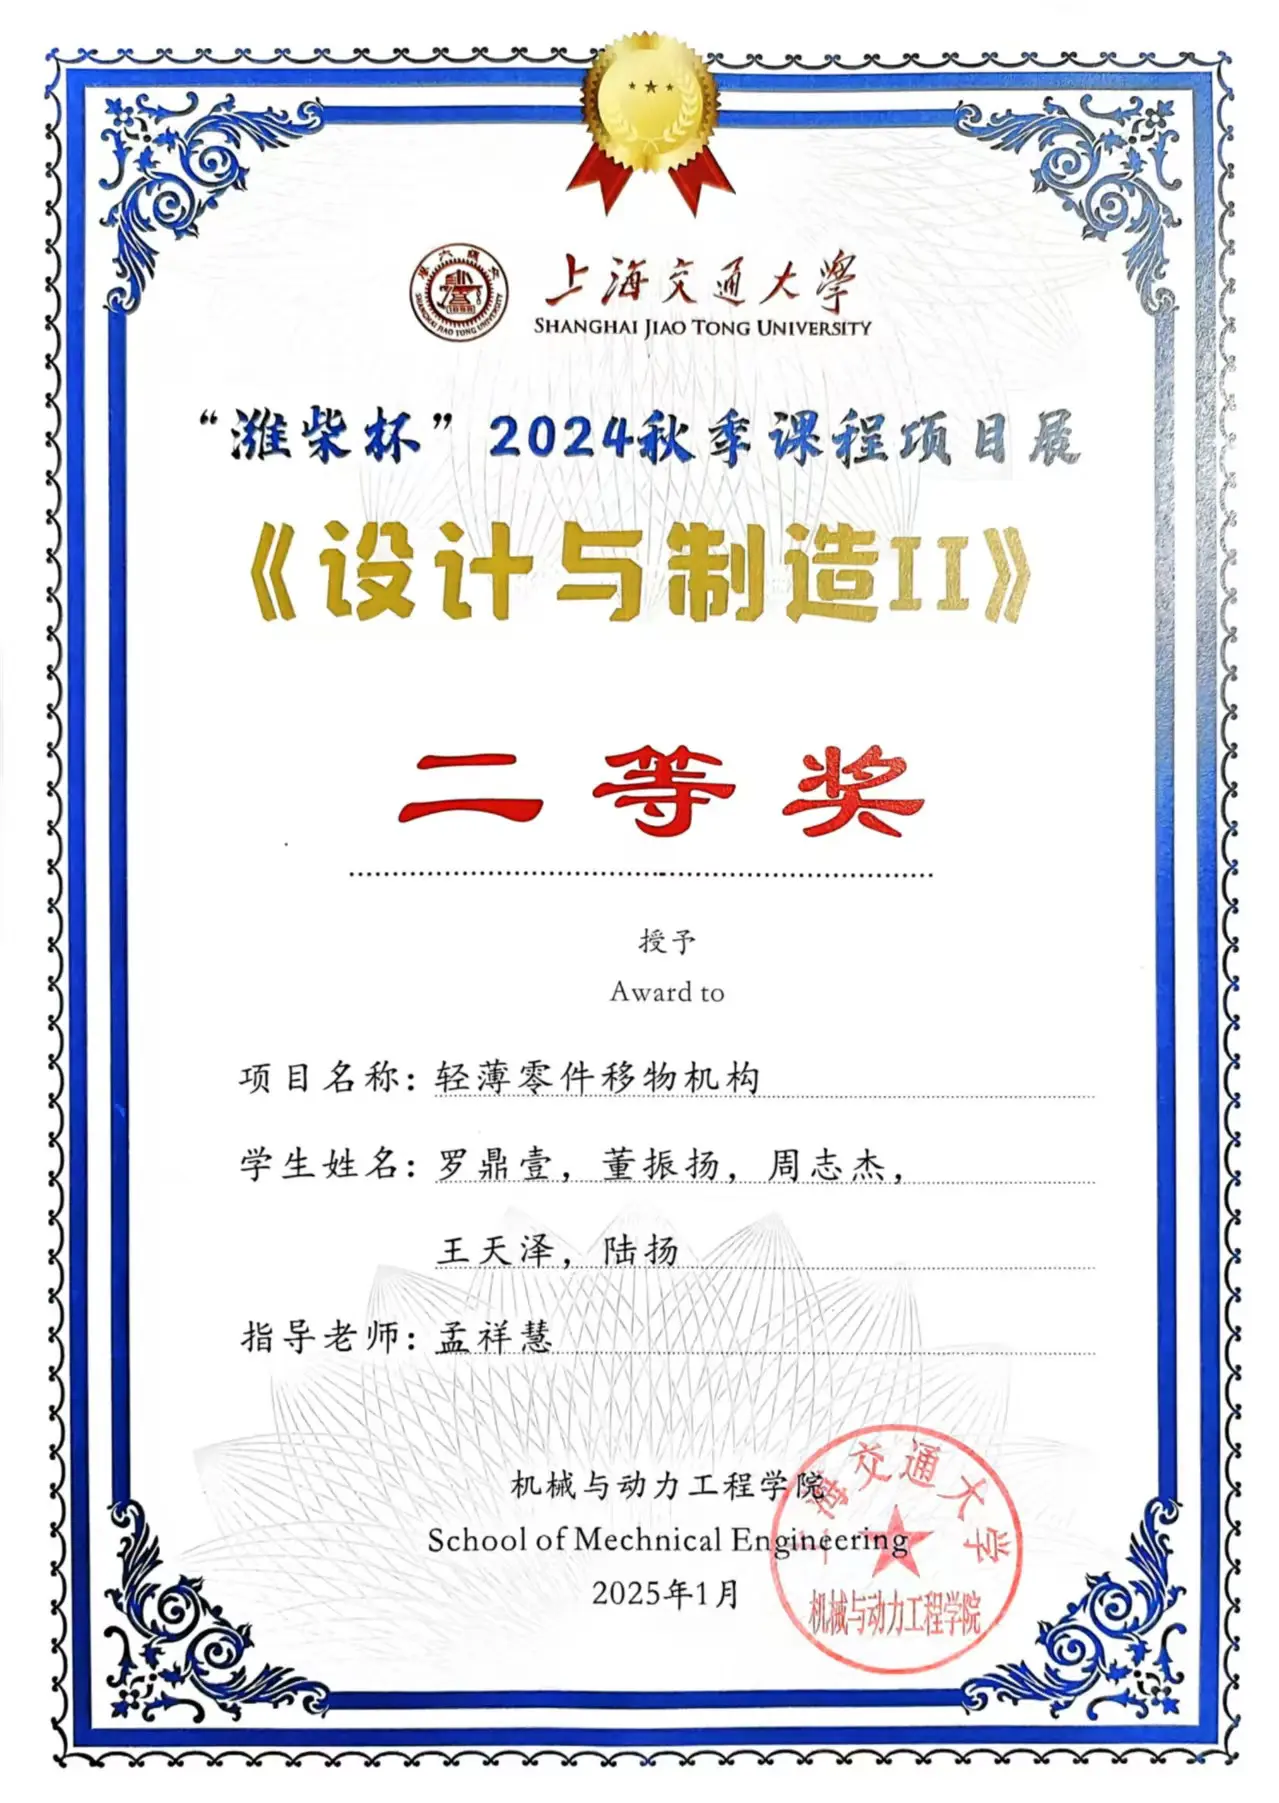 上海交通大學
SHANGHAI JIAO TONG UNIVERSITY
“潍柴杯”2024秋季课程项目展
《设计与制造II》
二等奖
授予
Award to
项目名称：轻薄零件移物机构
学生姓名：罗鼎壹，董振扬，周志杰，
王天泽，陆扬
指导老师：孟祥慧
机械与动力工程学院
School of Mechnical Engineering
2025年1月
上海交通大学
机械与动力工程学院